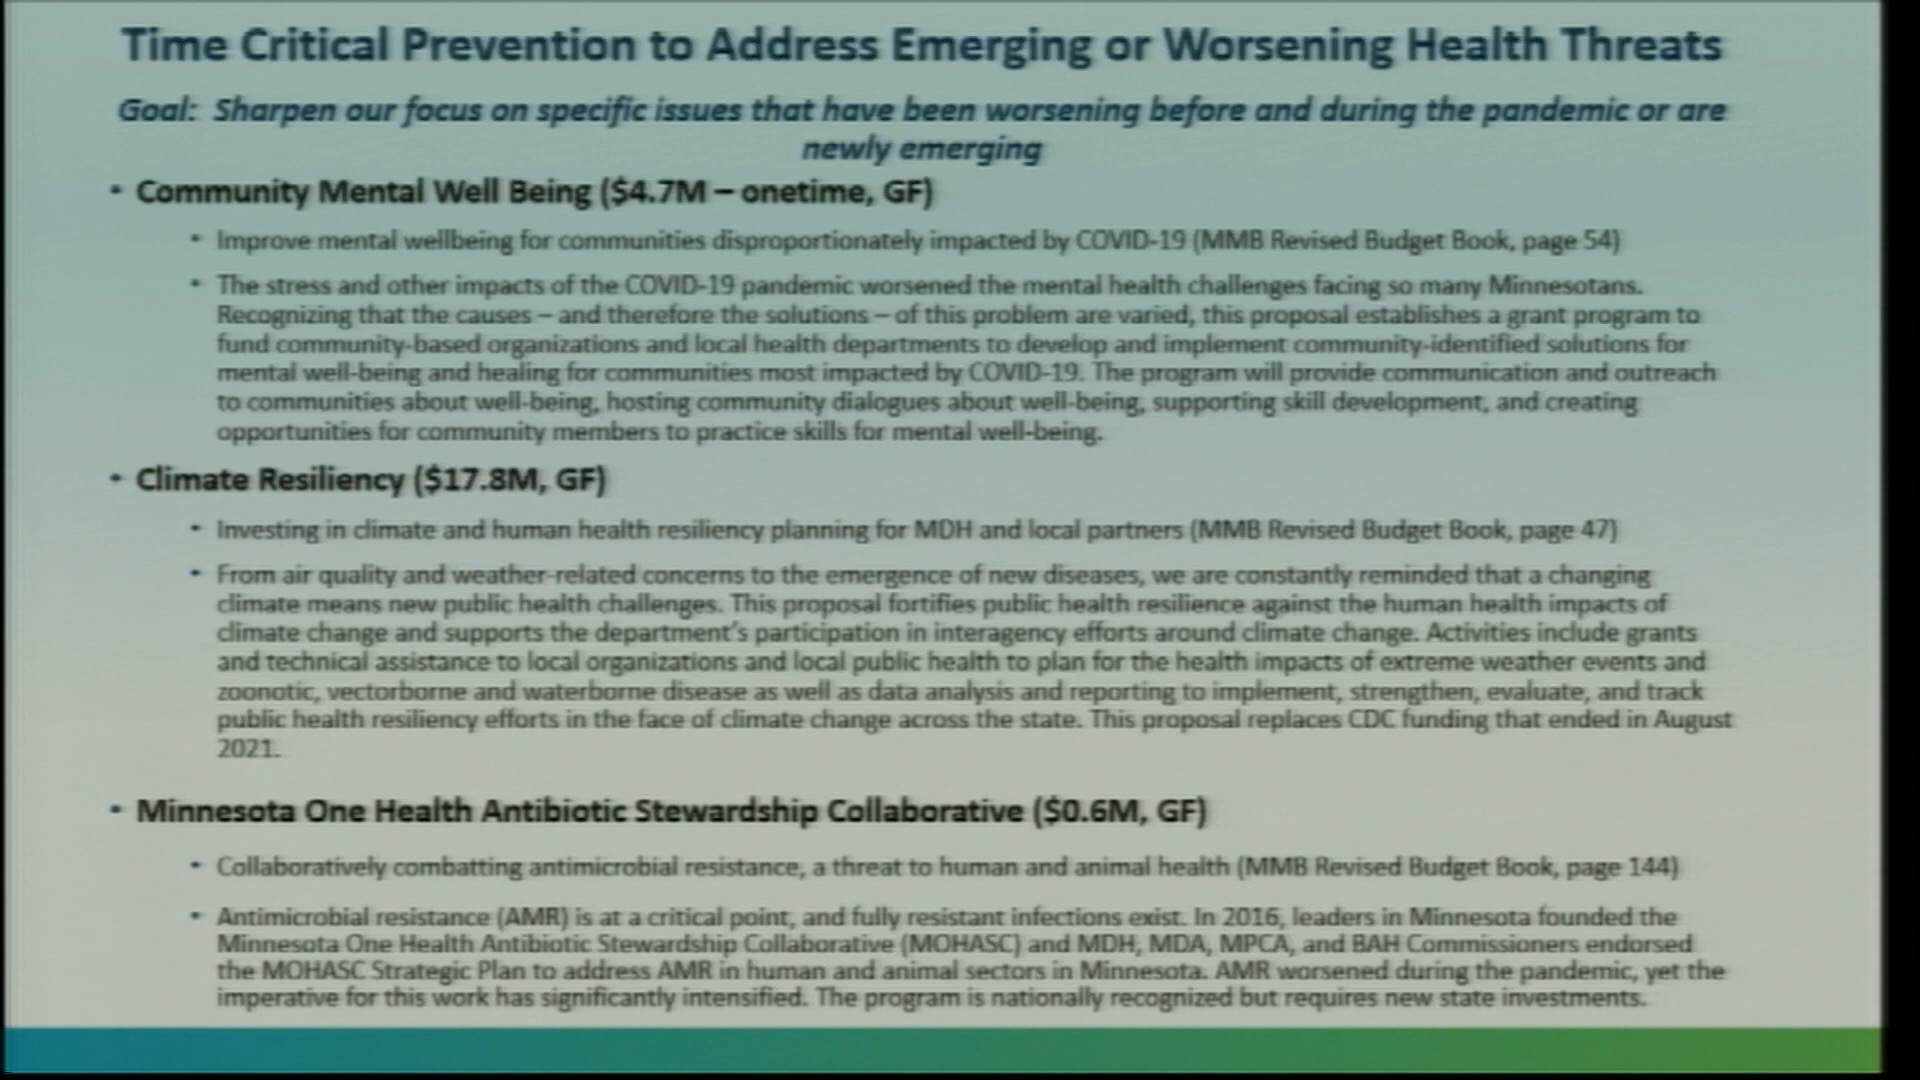 Time Critical Prevention to Address Emerging or Worsening Health Threats
Goal: Sharpen our focus on specific issues that have been worsening before and during the pandemic or are
newly emerging
• Community Mental Well Being ($4.7M – onetime, GF)
• Improve mental wellbeing for communities disproportionately impacted by COVID-19 (MMB Revised Budget Book, page 54)
• The stress and other impacts of the COVID-19 pandemic worsened the mental health challenges facing so many Minnesotans.
Recognizing that the causes – and therefore the solutions – of this problem are varied, this proposal establishes a grant program to
fund community-based organizations and local health departments to develop and implement community-identified solutions for
mental well-being and healing for communities most impacted by COVID-19. The program will provide communication and outreach
to communities about well-being, hosting community dialogues about well-being, supporting skill development, and creating
opportunities for community members to practice skills for mental well-being.
• Climate Resiliency ($17.8M, GF)
• Investing in climate and human health resiliency planning for MDH and local partners (MMB Revised Budget Book, page 47)
• From air quality and weather-related concerns to the emergence of new diseases, we are constantly reminded that a changing
climate means new public health challenges. This proposal fortifies public health resilience against the human health impacts of
climate change and supports the department's participation in interagency efforts around climate change. Activities include grants
and technical assistance to local organizations and local public health to plan for the health impacts of extreme weather events and
zoonotic, vectorborne and waterborne disease as well as data analysis and reporting to implement, strengthen, evaluate, and track
public health resiliency efforts in the face of climate change across the state. This proposal replaces CDC funding that ended in August
2021.
• Minnesota One Health Antibiotic Stewardship Collaborative ($0.6M, GF)
• Collaboratively combatting antimicrobial resistance, a threat to human and animal health (MMB Revised Budget Book, page 144)
• Antimicrobial resistance (AMR) is at a critical point, and fully resistant infections exist. In 2016, leaders in Minnesota founded the
Minnesota One Health Antibiotic Stewardship Collaborative (MOHASC) and MDH, MDA, MPCA, and BAH Commissioners endorsed
the MOHASC Strategic Plan to address AMR in human and animal sectors in Minnesota. AMR worsened during the pandemic, yet the
imperative for this work has significantly intensified. The program is nationally recognized but requires new state investments.